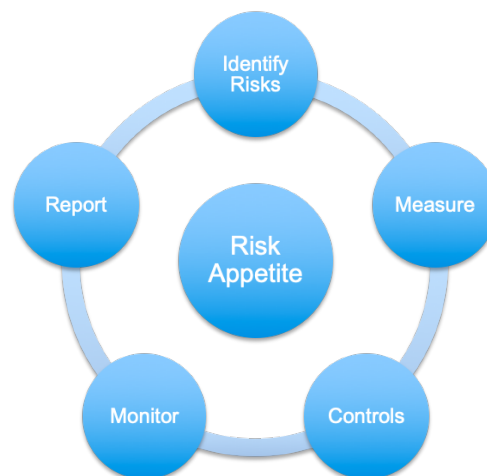 Identify
Risks
Report
Measure
Risk
Appetite
Monitor
Controls